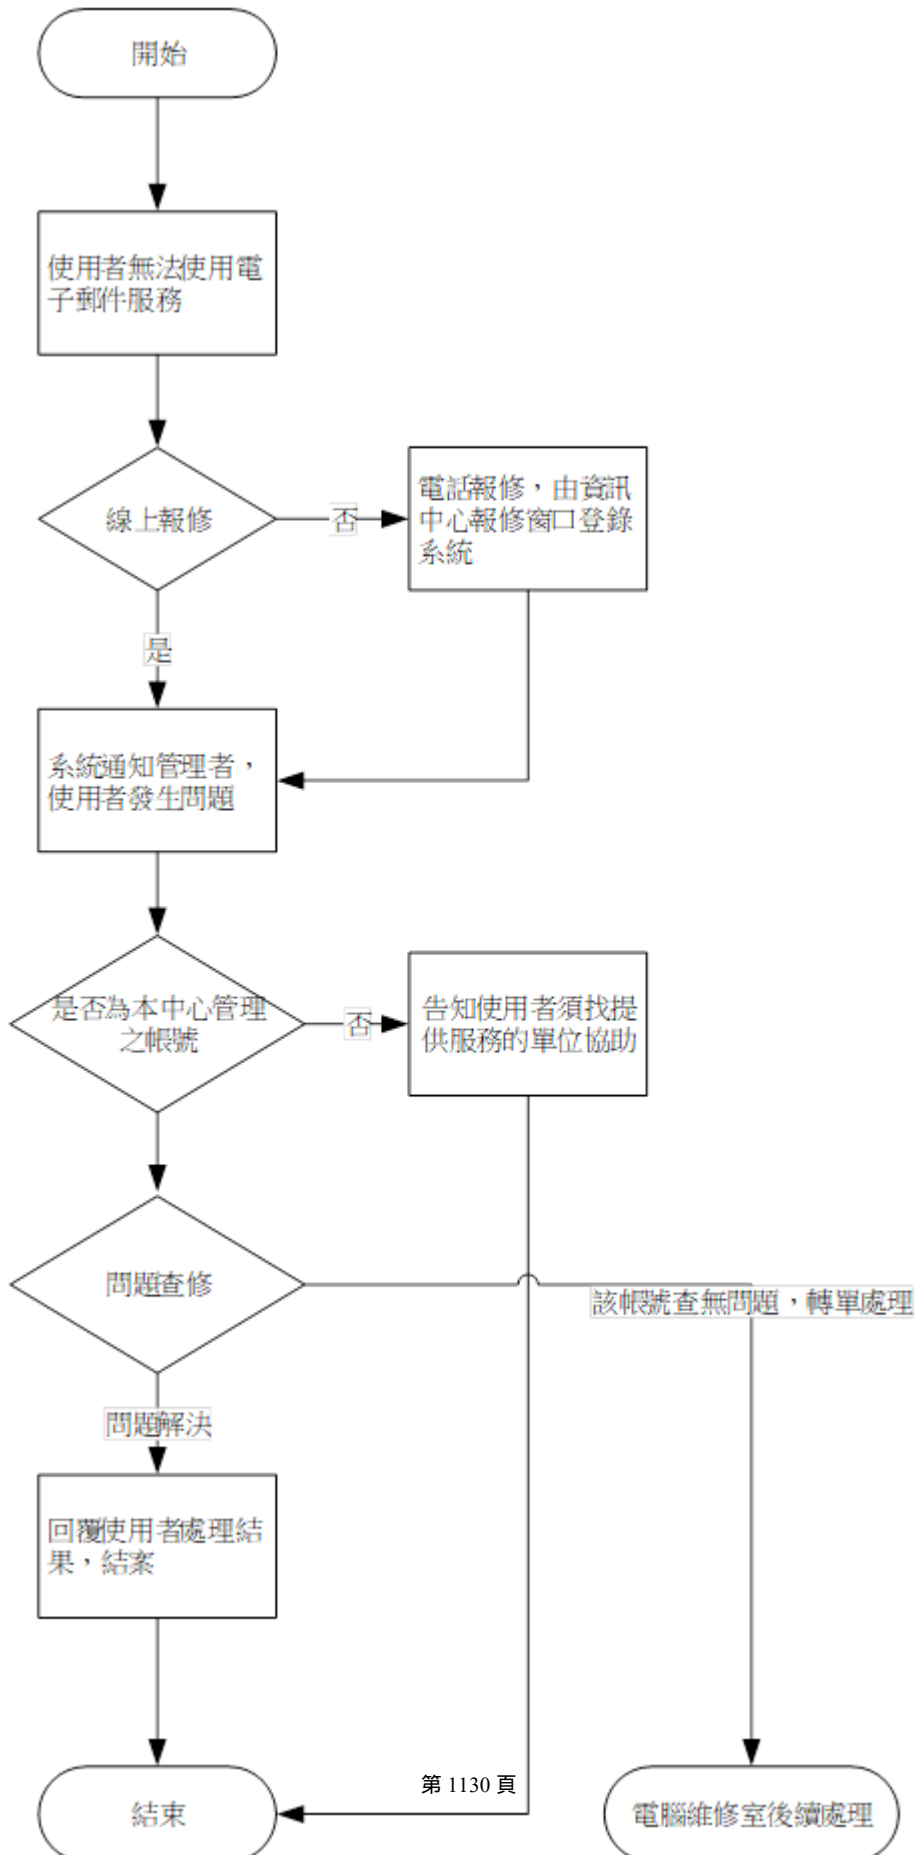 開始
使用者無法使用電
子郵件服務
線上報修
否
電話報修，由資訊
中心報修窗口登錄
系統
是
系統通知管理者，
使用者發生問題
是否為本中心管理
之帳號
否
告知使用者須找提
供服務的單位協助
問題查修
該帳號查無問題，轉單處理
問題解決
回覆使用者處理結
果，結案
第 1130 頁
結束
電腦維修室後續處理